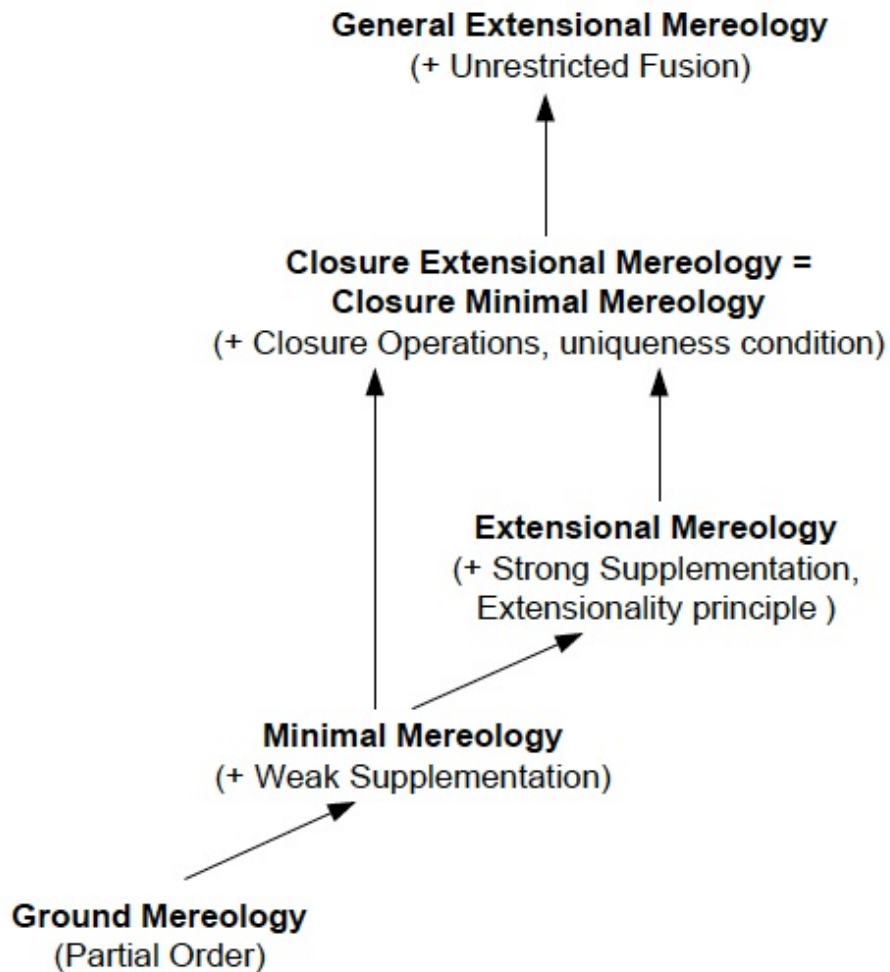 General Extensional Mereology
(+ Unrestricted Fusion)
Closure Extensional Mereology =
Closure Minimal Mereology
(+ Closure Operations, uniqueness condition)
Extensional Mereology
(+ Strong Supplementation,
Extensionality principle )
Minimal Mereology
(+ Weak Supplementation)
Ground Mereology
(Partial Order)